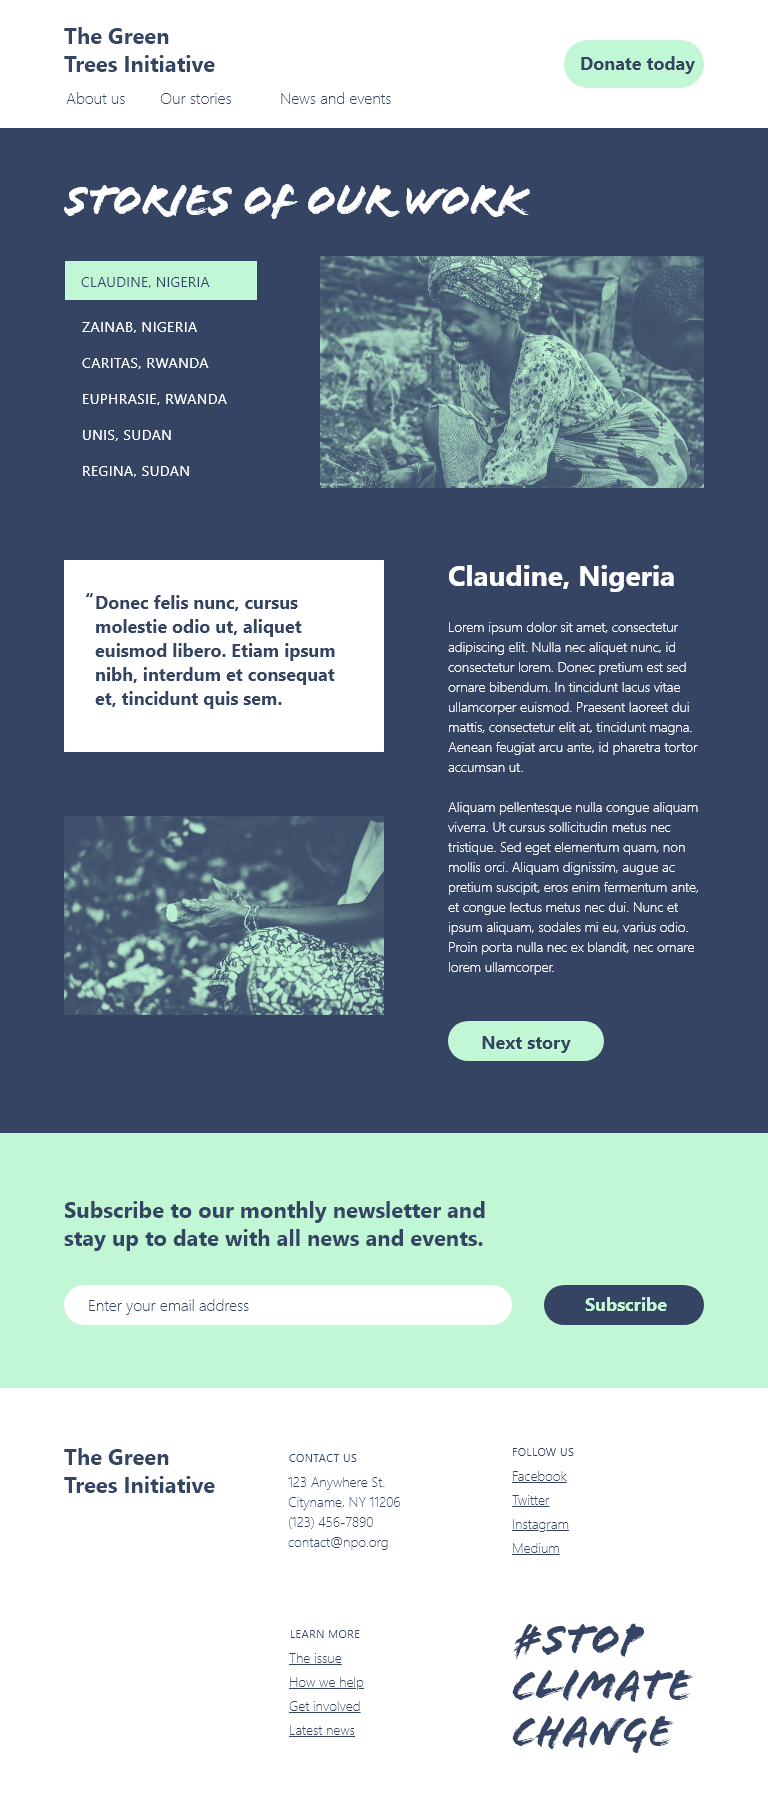 The Green
Trees Initiative
Donate today
About us
Our stories
News and events
STORIES OF OUR WORK
CLAUDINE, NIGERIA
ZAINAB, NIGERIA
CARITAS, RWANDA
EUPHRASIE, RWANDA
UNIS, SUDAN
REGINA, SUDAN
“Donec felis nunc, cursus
molestie odio ut, aliquet
euismod libero. Etiam ipsum
nibh, interdum et consequat
et, tincidunt quis sem.
Claudine, Nigeria
Lorem ipsum dolor sit amet, consectetur
adipiscing elit. Nulla nec aliquet nunc, id
consectetur lorem. Donec pretium est sed
ornare bibendum. In tincidunt lacus vitae
ullamcorper euismod. Praesent laoreet dui
mattis, consectetur elit at, tincidunt magna.
Aenean feugiat arcu ante, id pharetra tortor
accumsan ut.
Aliquam pellentesque nulla congue aliquam
viverra. Ut cursus sollicitudin metus nec
tristique. Sed eget elementum quam, non
mollis orci. Aliquam dignissim, augue ac
pretium suscipit, eros enim fermentum ante,
et congue lectus metus nec dui. Nunc et
ipsum aliquam, sodales mi eu, varius odio.
Proin porta nulla nec ex blandit, nec ornare
lorem ullamcorper.
Next story
Subscribe to our monthly newsletter and
stay up to date with all news and events.
Enter your email address
Subscribe
The Green
Trees Initiative
CONTACT US
123 Anywhere St.
Cityname, NY 11206
(123) 456-7890
contact@npo.org
FOLLOW US
Facebook
Twitter
Instagram
Medium
LEARN MORE
The issue
How we help
Get involved
Latest news
#STOP
CLIMATE
CHANGE